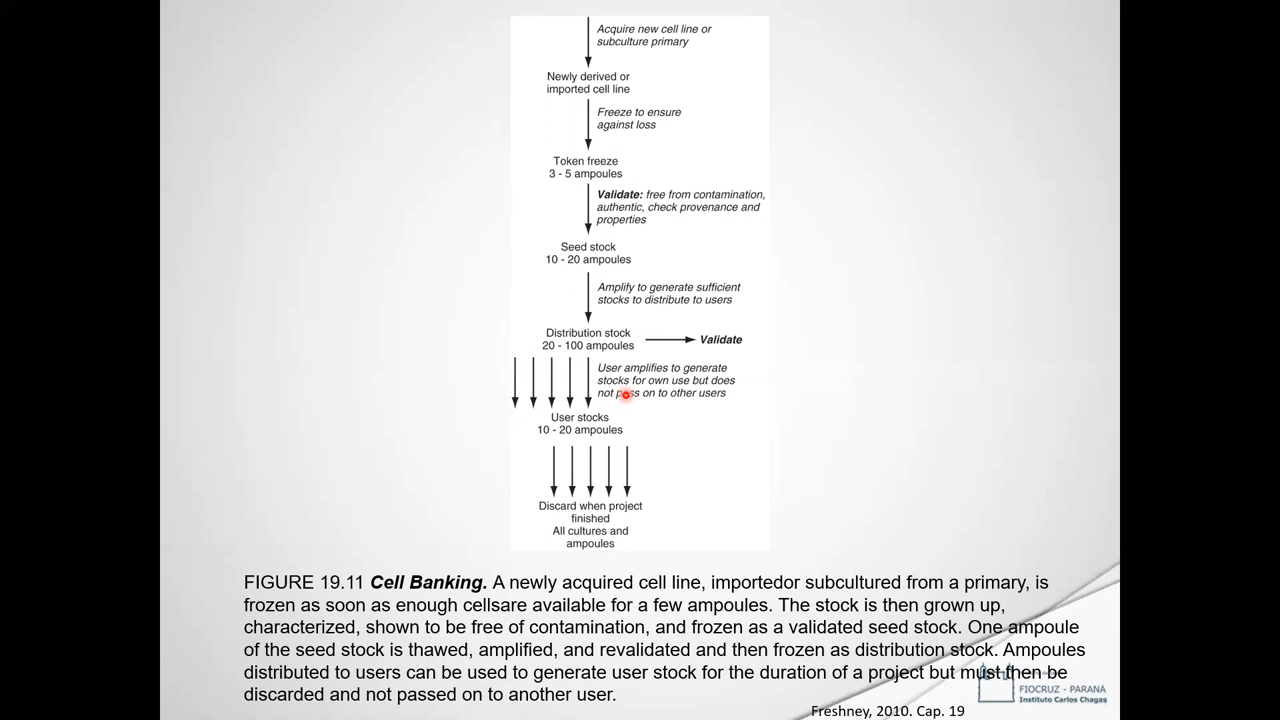 Acquire new cell line or
subculture primary
Newly derived or
imported cell line
Freeze to ensure
against loss
Token freeze
3 - 5 ampoules
Validate: free from contamination,
authentic, check provenance and
properties
Seed stock
10 - 20 ampoules
Amplify to generate sufficient
stocks to distribute to users
Distribution stock
20 - 100 ampoules
Validate
User amplifies to generate
stocks for own use but does
not pass on to other users
User stocks
10 - 20 ampoules
Discard when project
finished
All cultures and
ampoules
FIGURE 19.11 Cell Banking. A newly acquired cell line, importedor subcultured from a primary, is
frozen as soon as enough cellsare available for a few ampoules. The stock is then grown up,
characterized, shown to be free of contamination, and frozen as a validated seed stock. One ampoule
of the seed stock is thawed, amplified, and revalidated and then frozen as distribution stock. Ampoules
distributed to users can be used to generate user stock for the duration of a project but must then be
discarded and not passed on to another user.
FIOCRUZ - PARANÁ
Instituto Carlos Chagas
Freshney, 2010. Cap. 19